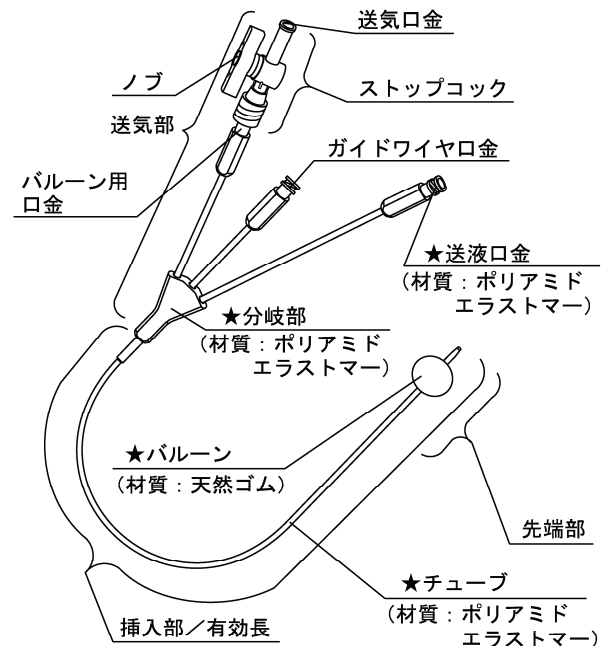 送気口金
ノブ
ストップコック
送気部
ガイドワイヤ口金
バルーン用
口金
★送液口金
(材質：ポリアミド
エラストマー)
★分岐部
(材質：ポリアミド
エラストマー)
★バルーン
(材質：天然ゴム)
先端部
★チューブ
(材質：ポリアミド
エラストマー)
挿入部／有効長